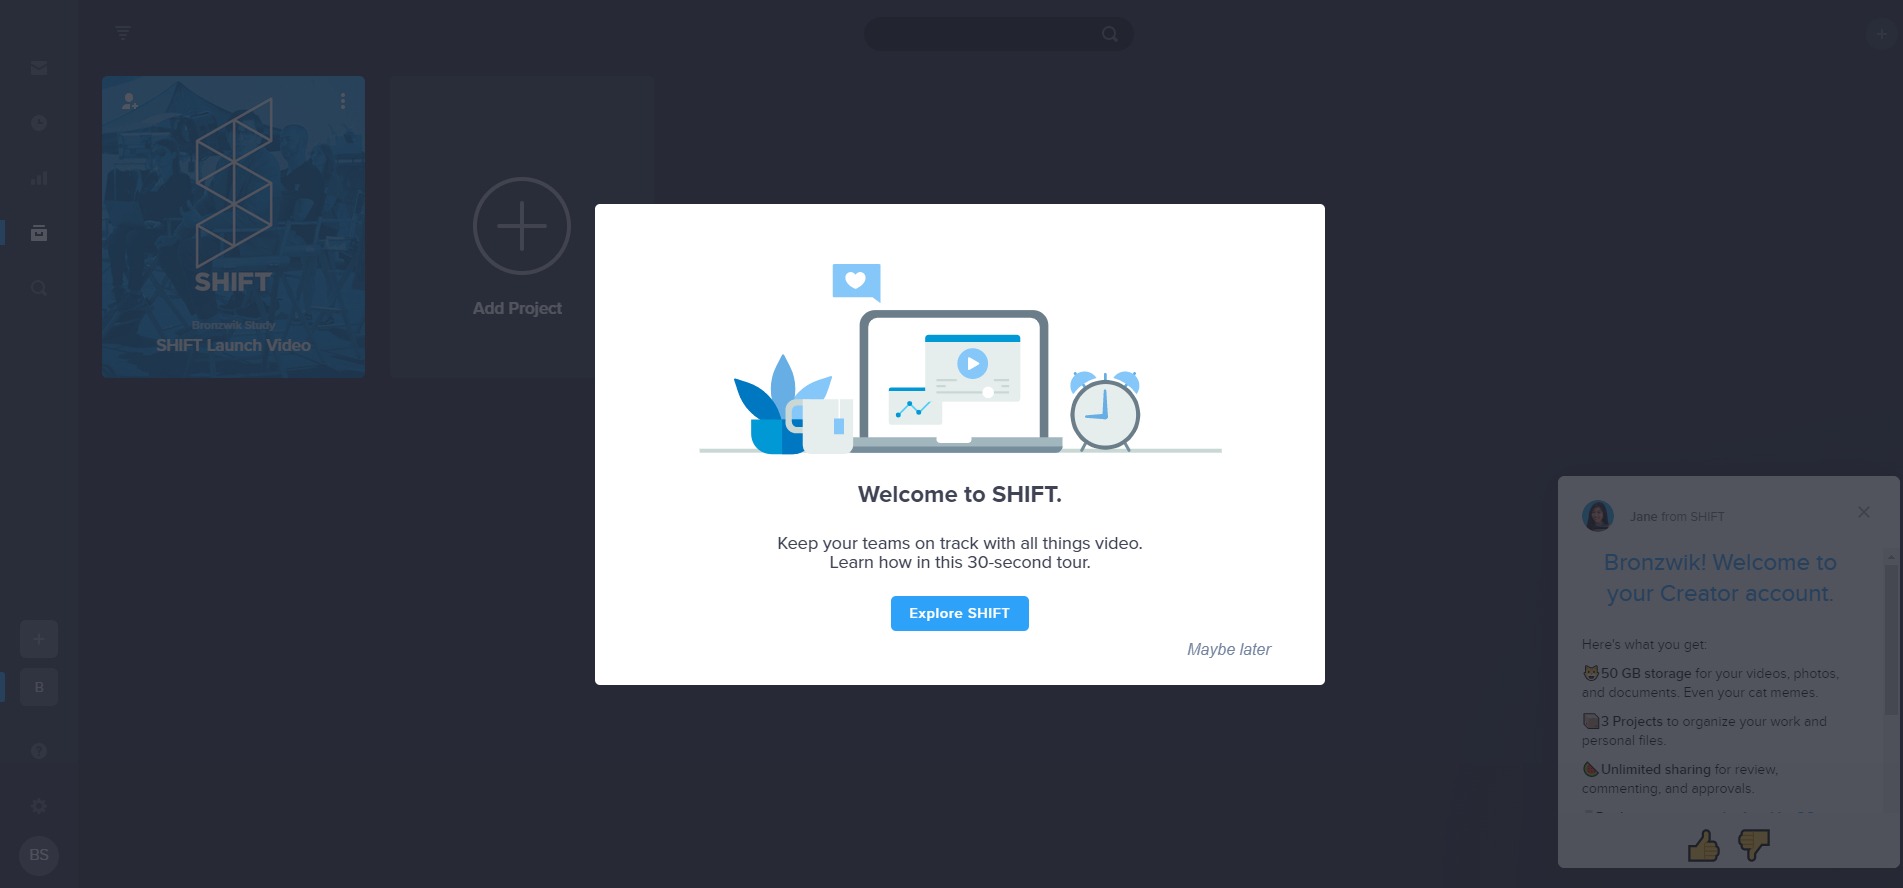 SHIFT
Bronzwik Study
SHIFT Launch Video
Add Project
Welcome to SHIFT.
Keep your teams on track with all things video.
Learn how in this 30-second tour.
Explore SHIFT
Maybe later
B
BS
Jane from SHIFT
Bronzwik! Welcome to
your Creator account.
Here's what you get:
50 GB storage for your videos, photos,
and documents. Even your cat memes.
3 Projects to organize your work and
personal files.
Unlimited sharing for review,
commenting, and approvals.